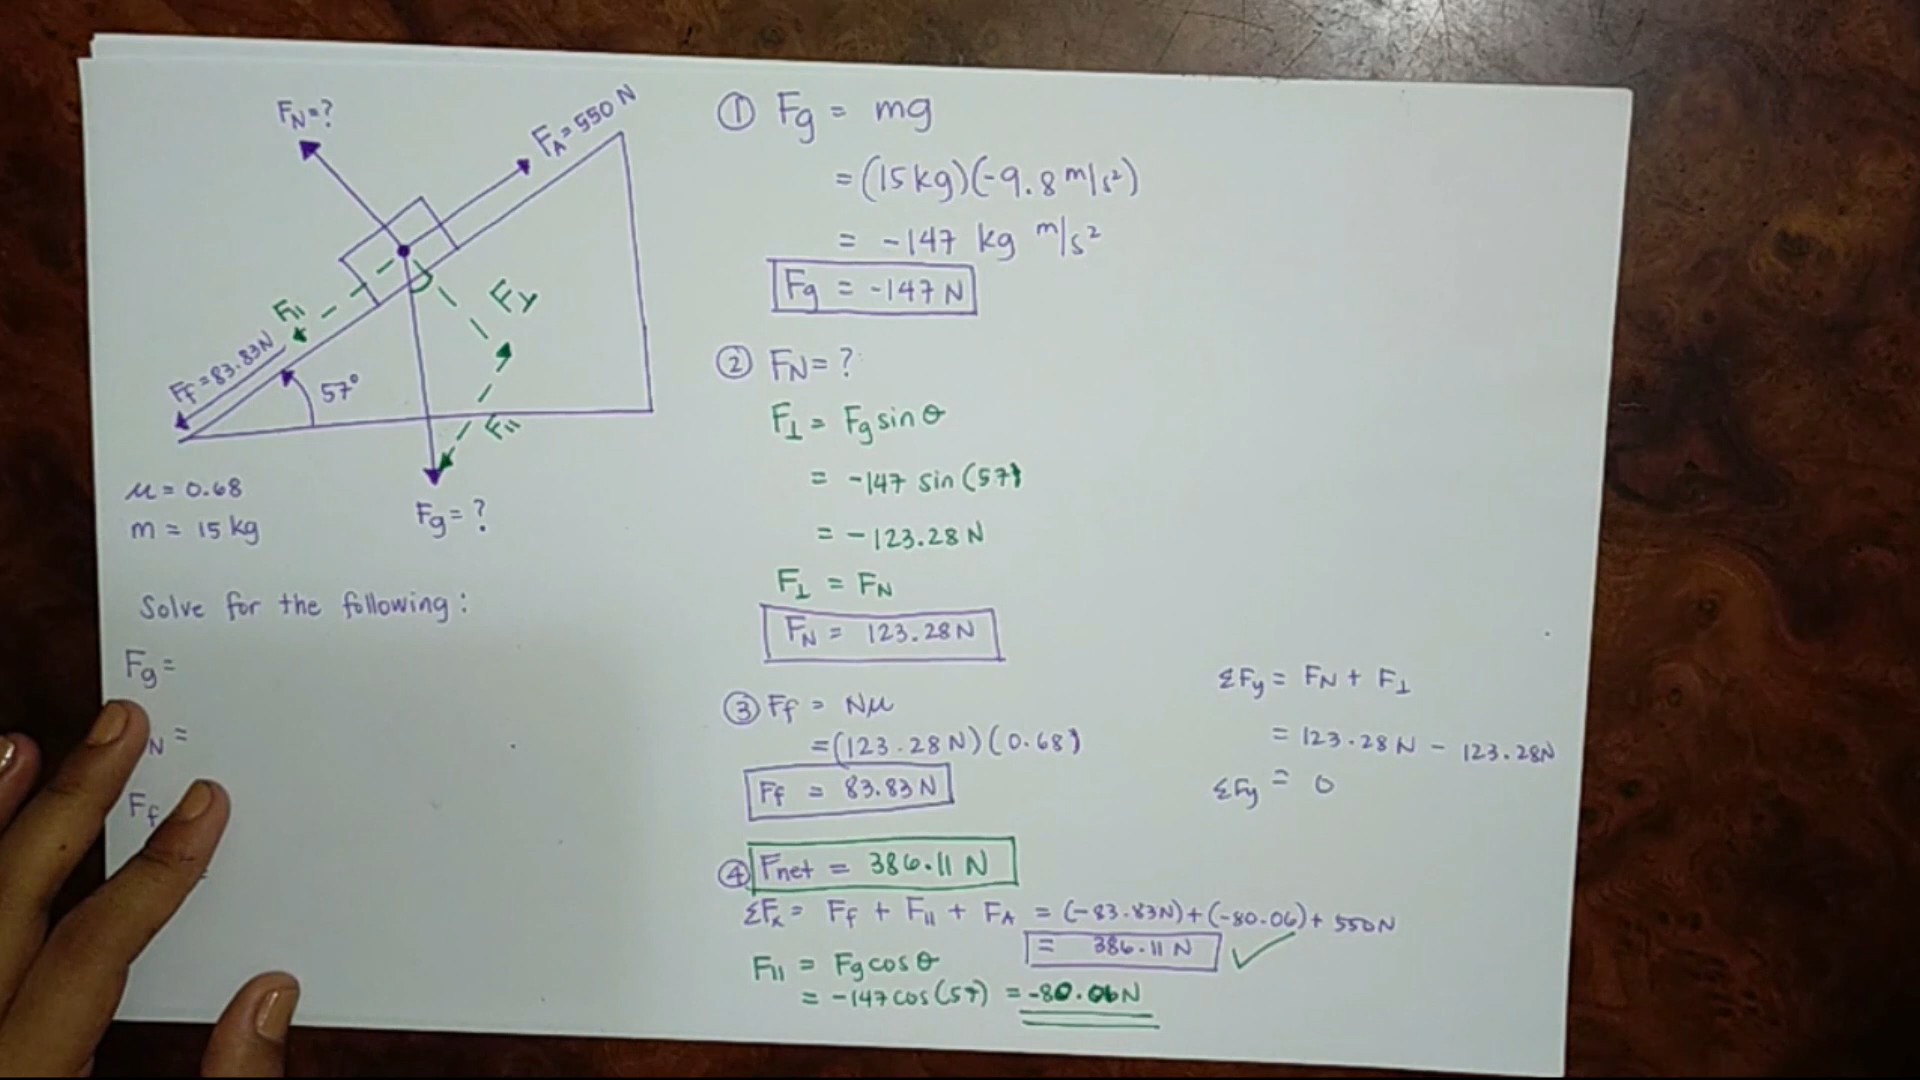 FN=?
FA=550 N
F||
Fy
Ff=83.83N
57°
F||
μ = 0.68
m = 15 kg
Fg=?
Solve for the following:
Fg=
N =
Ff
① Fg = mg
=(15kg)(-9.8 m/s²)
= -147 kg m/s²
Fg = -147 N
② FN=?
F⊥ = Fg sin θ
= -147 sin (57)
= -123.28 N
F⊥ = FN
FN = 123.28 N
③ Ff = Nμ
=(123.28N)(0.68)
Ff = 83.83 N
④ Fnet = 386.11 N
ΣFx = Ff + F|| + FA = (-83.83N)+(-80.06)+ 550N
= 386.11 N ✓
F|| = Fg cos θ
= -147 cos (57) = -80.06N
ΣFy = FN + F⊥
= 123.28 N - 123.28N
ΣFy = 0